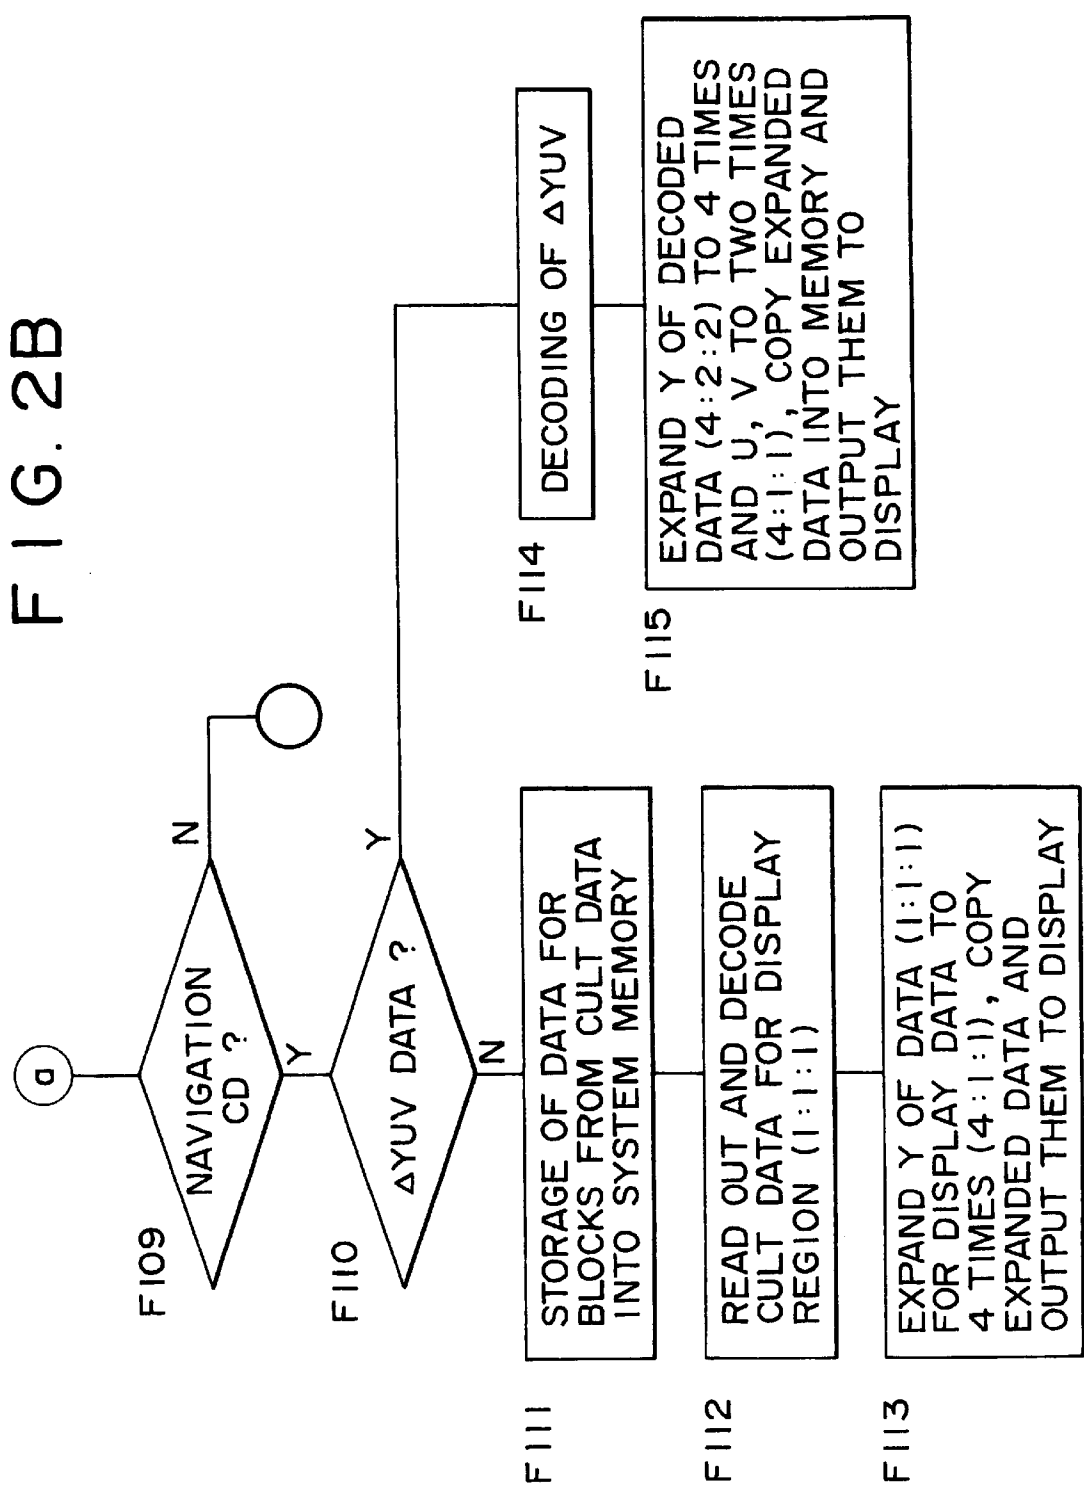 FIG. 2B
a
F109
NAVIGATION
CD ?
N
Y
F110
ΔYUV DATA ?
Y
N
F111
STORAGE OF DATA FOR
BLOCKS FROM CULT DATA
INTO SYSTEM MEMORY
F112
READ OUT AND DECODE
CULT DATA FOR DISPLAY
REGION (1:1:1)
F113
EXPAND Y OF DATA (1:1:1)
FOR DISPLAY DATA TO
4 TIMES (4:1:1), COPY
EXPANDED DATA AND
OUTPUT THEM TO DISPLAY
F114
DECODING OF ΔYUV
F115
EXPAND Y OF DECODED
DATA (4:2:2) TO 4 TIMES
AND U, V TO TWO TIMES
(4:1:1), COPY EXPANDED
DATA INTO MEMORY AND
OUTPUT THEM TO
DISPLAY